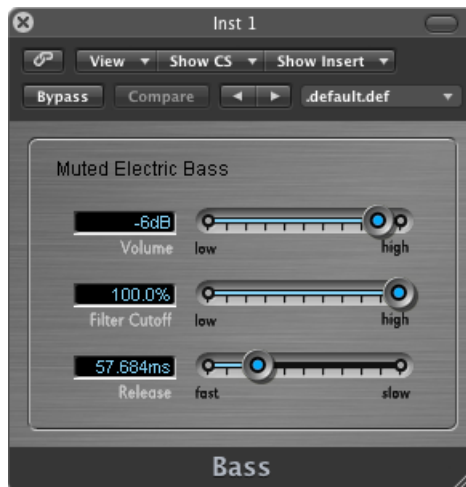 Inst 1
View Show CS Show Insert
Bypass Compare .default.def
Muted Electric Bass
-6dB
Volume low high
100.0%
Filter Cutoff low high
57.684ms
Release fast slow
Bass